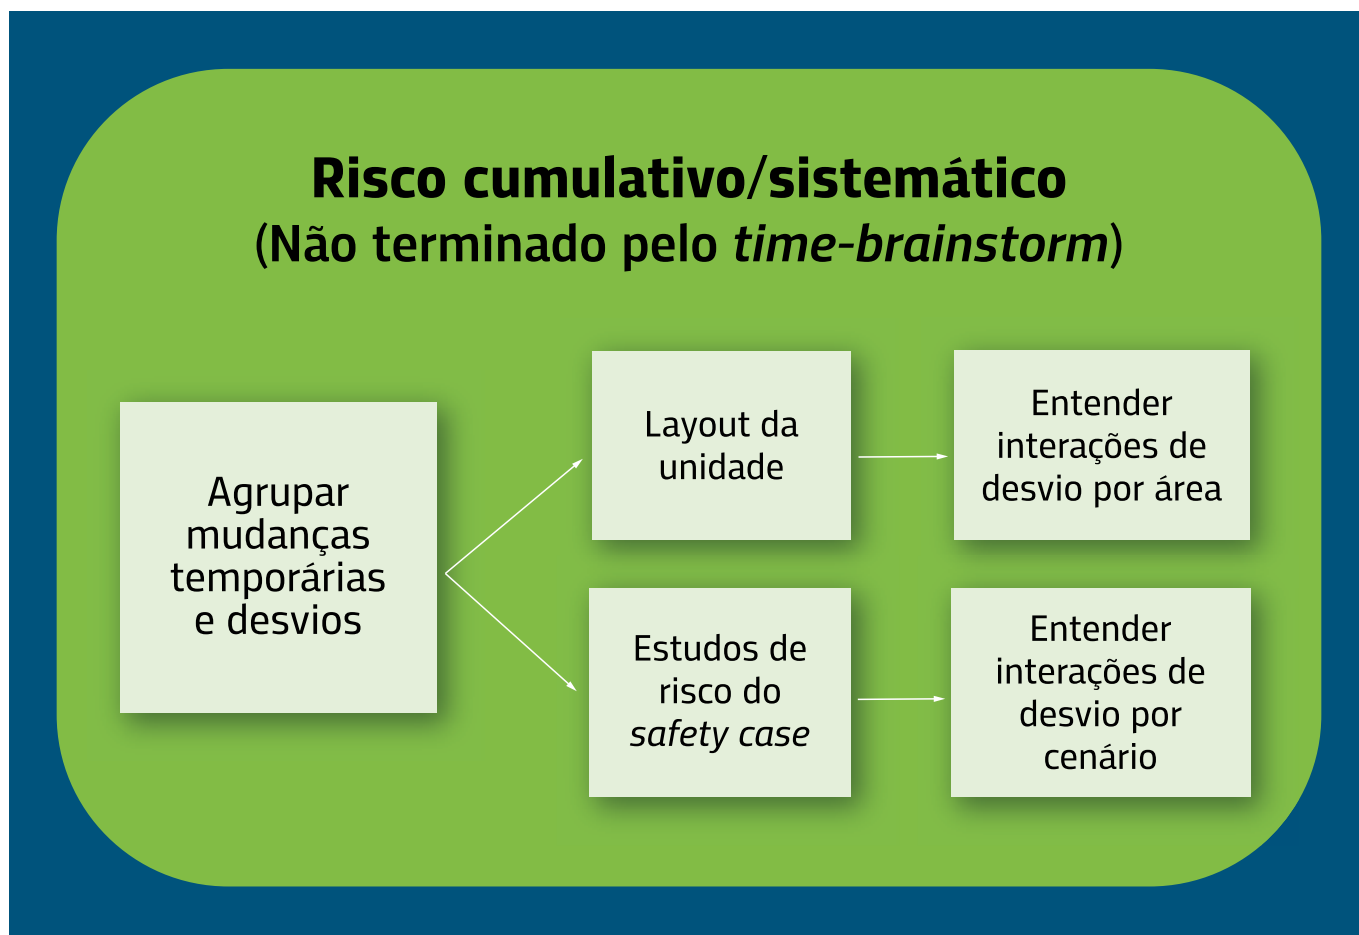 Risco cumulativo/sistemático
(Não terminado pelo time-brainstorm)
Agrupar
mudanças
temporárias
e desvios
Layout da
unidade
Entender
interações de
desvio por área
Estudos de
risco do
safety case
Entender
interações de
desvio por
cenário